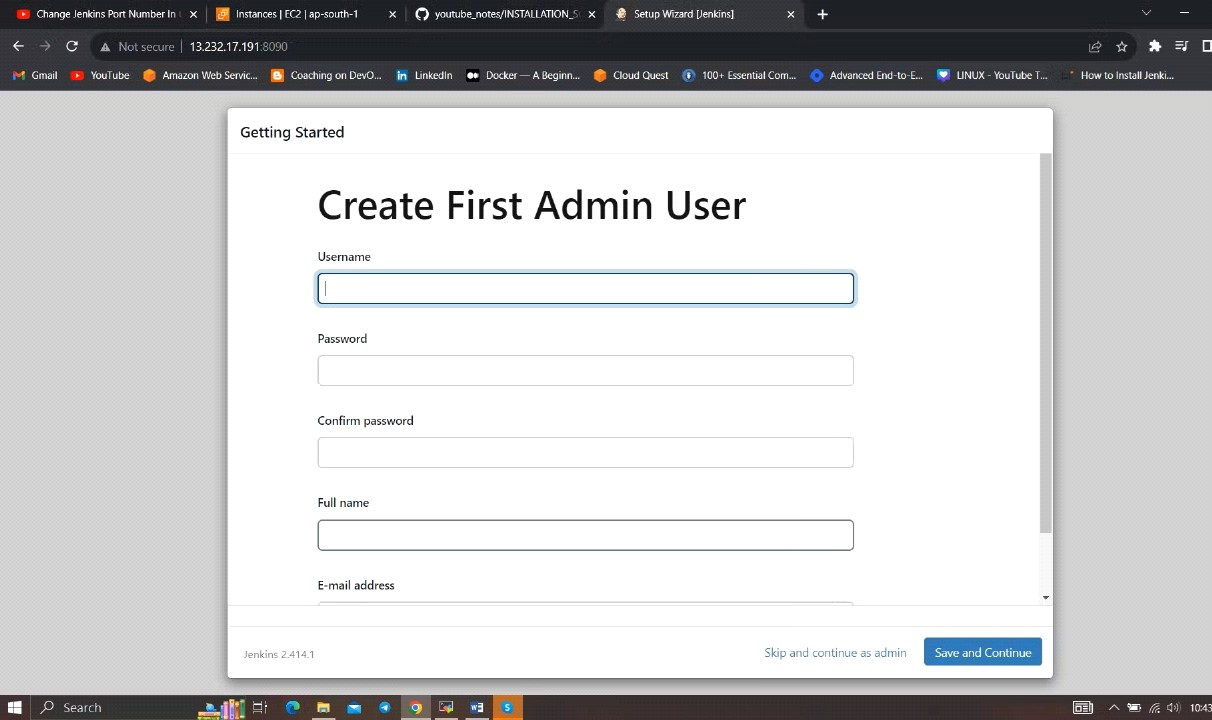 Change Jenkins Port Number In
Instances | EC2 | ap-south-1
youtube_notes/INSTALLATION_S
Setup Wizard [Jenkins]
Not secure
13.232.17.191:8090
Gmail
YouTube
Amazon Web Servic...
Coaching on DevO...
LinkedIn
Docker — A Beginn...
Cloud Quest
100+ Essential Com...
Advanced End-to-E...
LINUX - YouTube T...
How to Install Jenki...
Getting Started
Create First Admin User
Username
Password
Confirm password
Full name
E-mail address
Jenkins 2.414.1
Skip and continue as admin
Save and Continue
Search
10:43